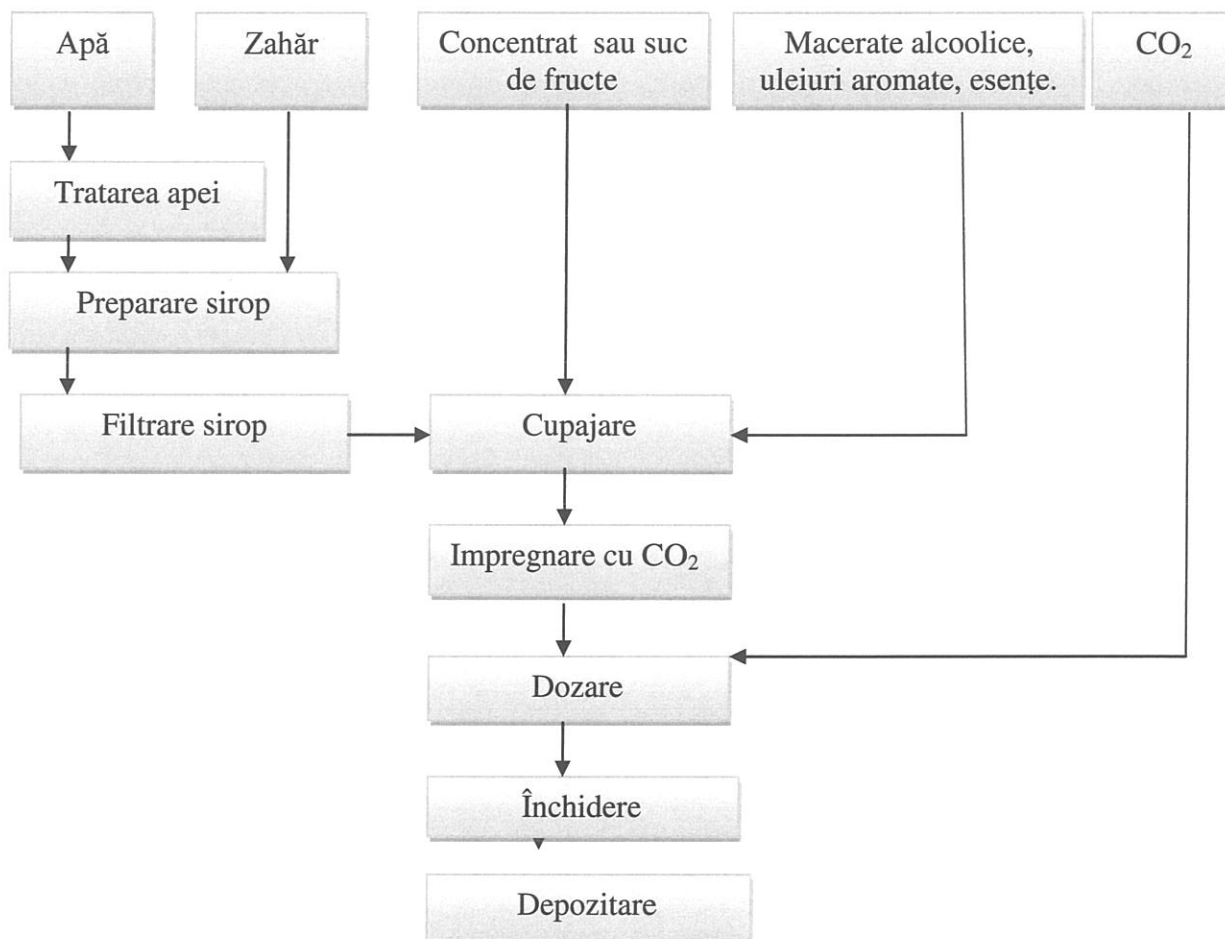 Apă
Zahăr
Concentrat sau suc
de fructe
Macerate alcoolice,
uleiuri aromate, esențe.
CO₂
Tratarea apei
Preparare sirop
Filtrare sirop
Cupajare
Impregnare cu CO₂
Dozare
Închidere
Depozitare